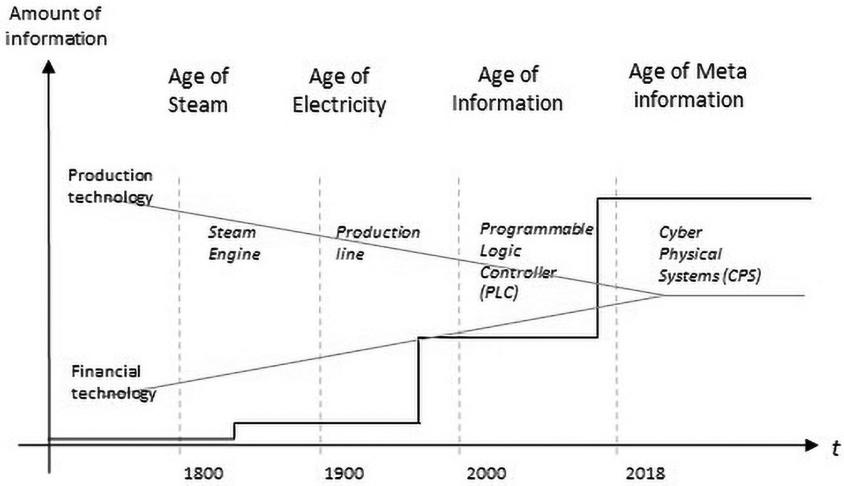 Amount of
information
Age of
Steam
Age of
Electricity
Age of
Information
Age of Meta
information
Production
technology
Steam
Engine
Production
line
Programmable
Logic
Controller
(PLC)
Cyber
Physical
Systems (CPS)
Financial
technology
t
1800
1900
2000
2018